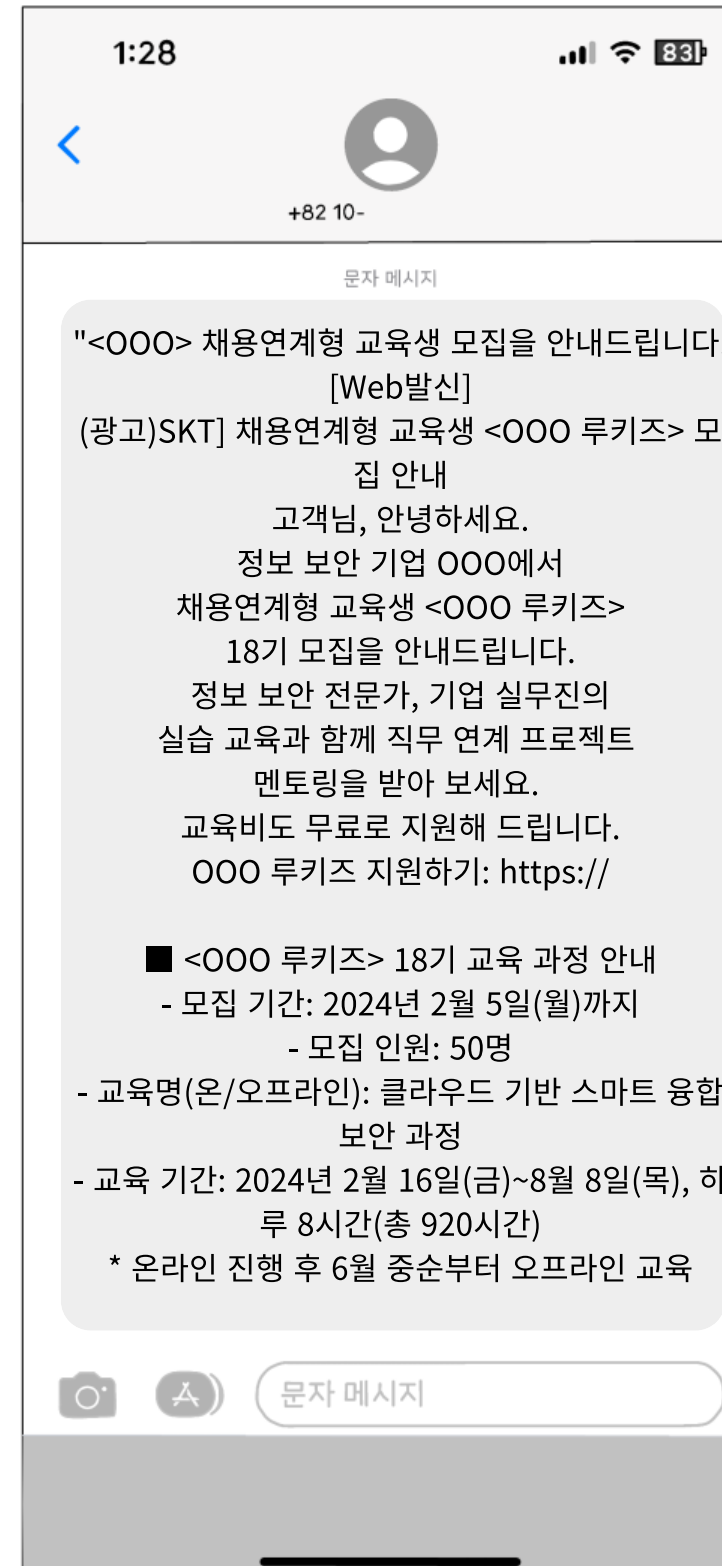 1:28
83
+82 10-
문자 메시지
"<OOO> 채용연계형 교육생 모집을 안내드립니다.
[Web발신]
(광고)SKT] 채용연계형 교육생 <OOO 루키즈> 모
집 안내
고객님, 안녕하세요.
정보 보안 기업 OOO에서
채용연계형 교육생 <OOO 루키즈>
18기 모집을 안내드립니다.
정보 보안 전문가, 기업 실무진의
실습 교육과 함께 직무 연계 프로젝트
멘토링을 받아 보세요.
교육비도 무료로 지원해 드립니다.
OOO 루키즈 지원하기: https://
■ <OOO 루키즈> 18기 교육 과정 안내
- 모집 기간: 2024년 2월 5일(월)까지
- 모집 인원: 50명
- 교육명(온/오프라인): 클라우드 기반 스마트 융합
보안 과정
- 교육 기간: 2024년 2월 16일(금)~8월 8일(목), 하
루 8시간(총 920시간)
* 온라인 진행 후 6월 중순부터 오프라인 교육
문자 메시지